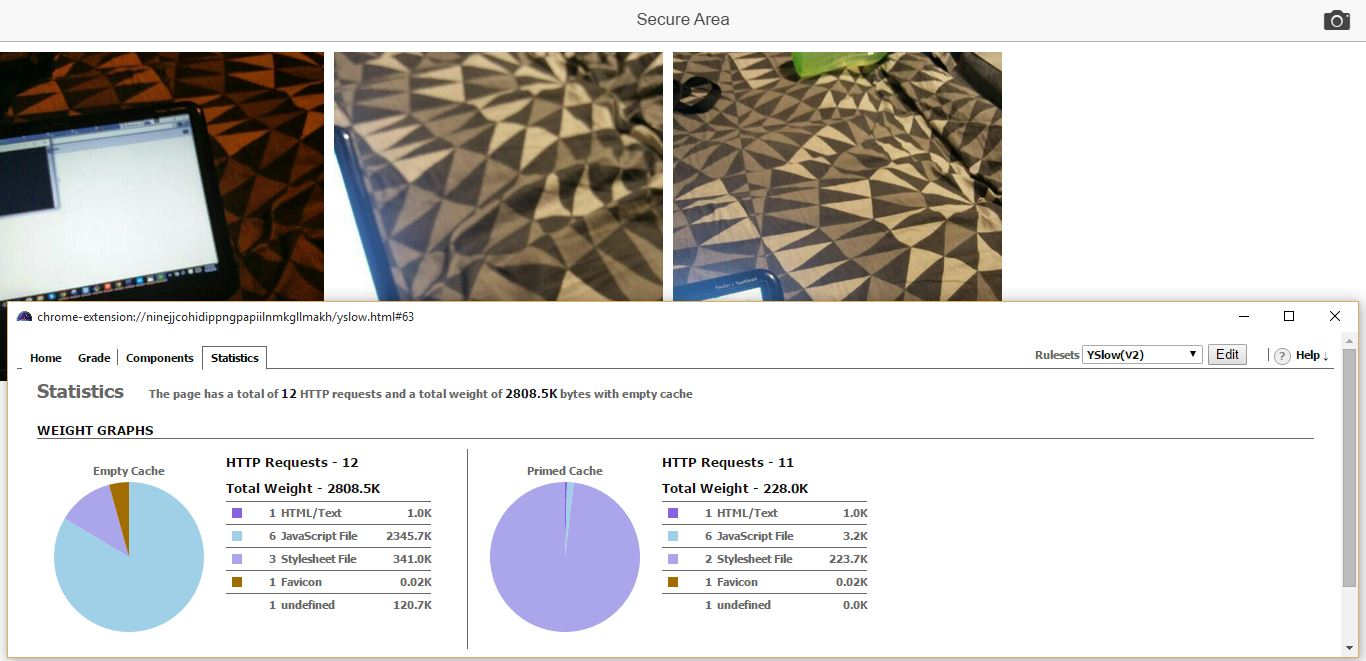 Secure Area
chrome-extension://ninejjcohidippngpapiilnmkgllmakh/yslow.html#63
Home Grade Components Statistics Rulesets YSlow(V2) Edit ? Help ↓
Statistics The page has a total of 12 HTTP requests and a total weight of 2808.5K bytes with empty cache
WEIGHT GRAPHS
Empty Cache
HTTP Requests - 12
Total Weight - 2808.5K
1 HTML/Text 1.0K
6 JavaScript File 2345.7K
3 Stylesheet File 341.0K
1 Favicon 0.02K
1 undefined 120.7K
Primed Cache
HTTP Requests - 11
Total Weight - 228.0K
1 HTML/Text 1.0K
6 JavaScript File 3.2K
2 Stylesheet File 223.7K
1 Favicon 0.02K
1 undefined 0.0K